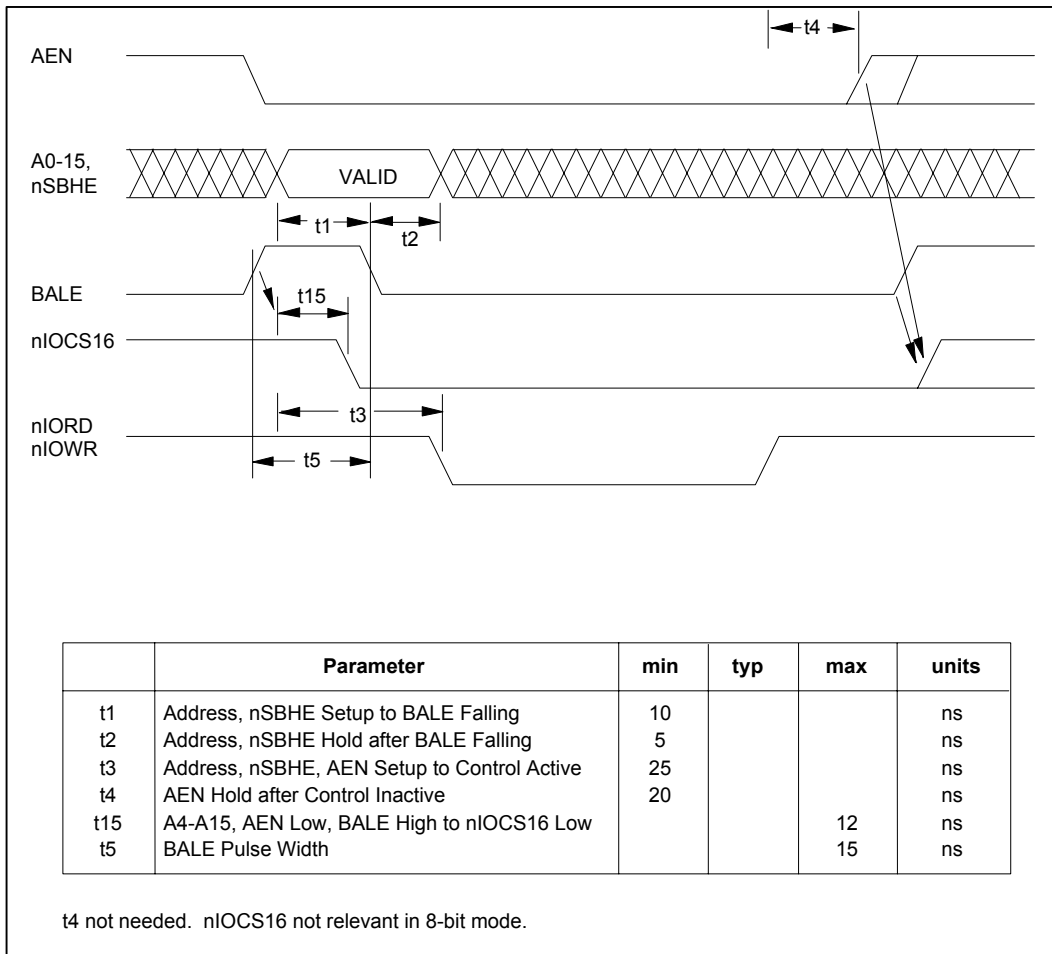 t4
AEN
A0-15,
nSBHE
VALID
t1
t2
BALE
t15
nIOCS16
t3
nIORD
nIOWR
t5
Parameter min typ max units
t1 Address, nSBHE Setup to BALE Falling 10 ns
t2 Address, nSBHE Hold after BALE Falling 5 ns
t3 Address, nSBHE, AEN Setup to Control Active 25 ns
t4 AEN Hold after Control Inactive 20 ns
t15 A4-A15, AEN Low, BALE High to nIOCS16 Low 12 ns
t5 BALE Pulse Width 15 ns
t4 not needed. nIOCS16 not relevant in 8-bit mode.